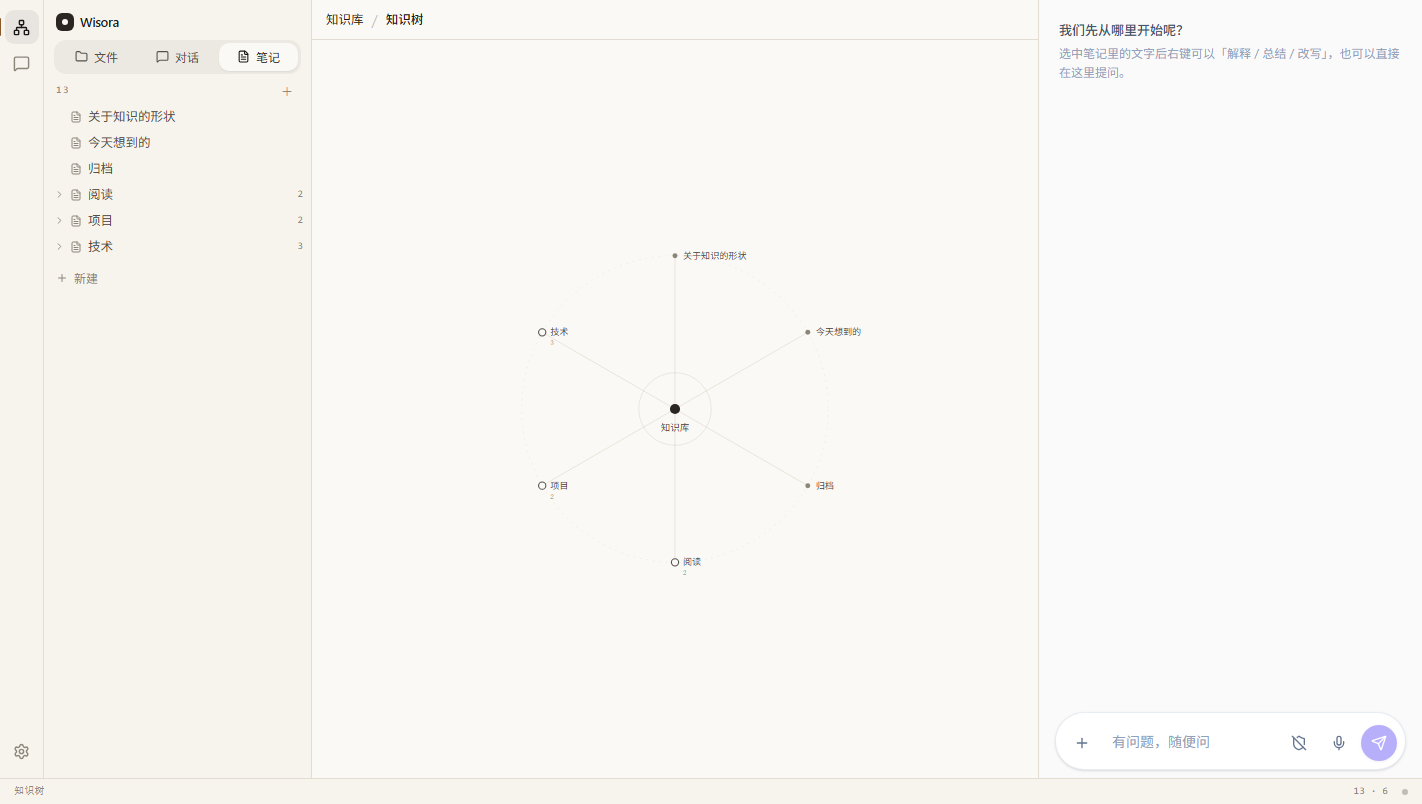 Wisora
文件
对话
笔记
13
关于知识的形状
今天想到的
归档
阅读 2
项目 2
技术 3
新建
知识库 / 知识树
关于知识的形状
技术
3
今天想到的
知识库
项目
2
归档
阅读
2
我们先从哪里开始呢？
选中笔记里的文字后右键可以「解释 / 总结 / 改写」，也可以直接
在这里提问。
有问题，随便问
知识树
13 · 6